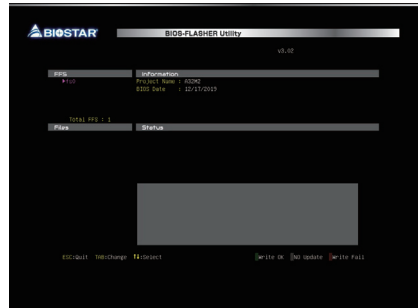 BIOSTAR
BIOS-FLASHER Utility
v3.02
FFS
Information
fs0
Project Name : A32M2
BIOS Date : 12/17/2019
Total FFS : 1
Files
Status
ESC:Quit TAB:Change ↑↓:Select
Write OK NO Update Write Fail